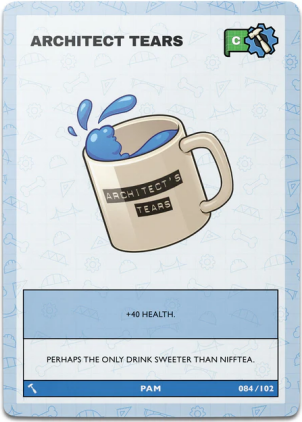 ARCHITECT TEARS
C
ARCHITECT'S
TEARS
+40 HEALTH.
PERHAPS THE ONLY DRINK SWEETER THAN NIFFTEA.
PAM
084/102